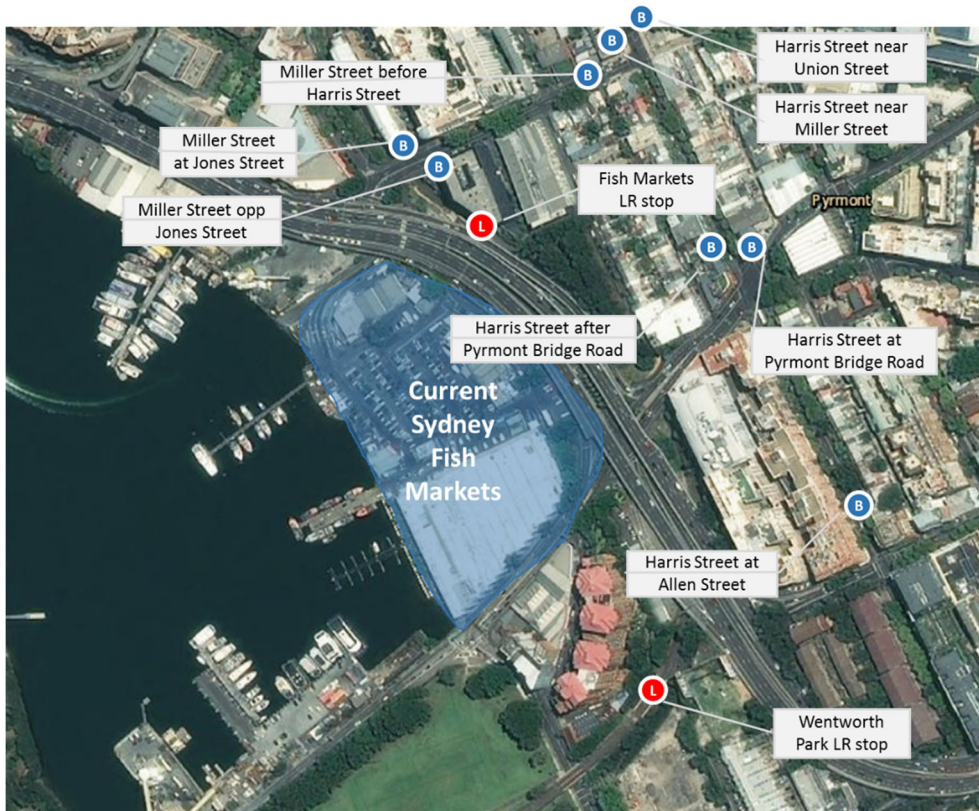 B
B
Harris Street near
Union Street
Miller Street before
Harris Street
B
Harris Street near
Miller Street
Miller Street
at Jones Street
B
B
Fish Markets
LR stop
Pyrmont
Miller Street opp
Jones Street
L
B
B
Harris Street after
Pyrmont Bridge Road
Harris Street at
Pyrmont Bridge Road
Current
Sydney
Fish
Markets
B
Harris Street at
Allen Street
L
Wentworth
Park LR stop